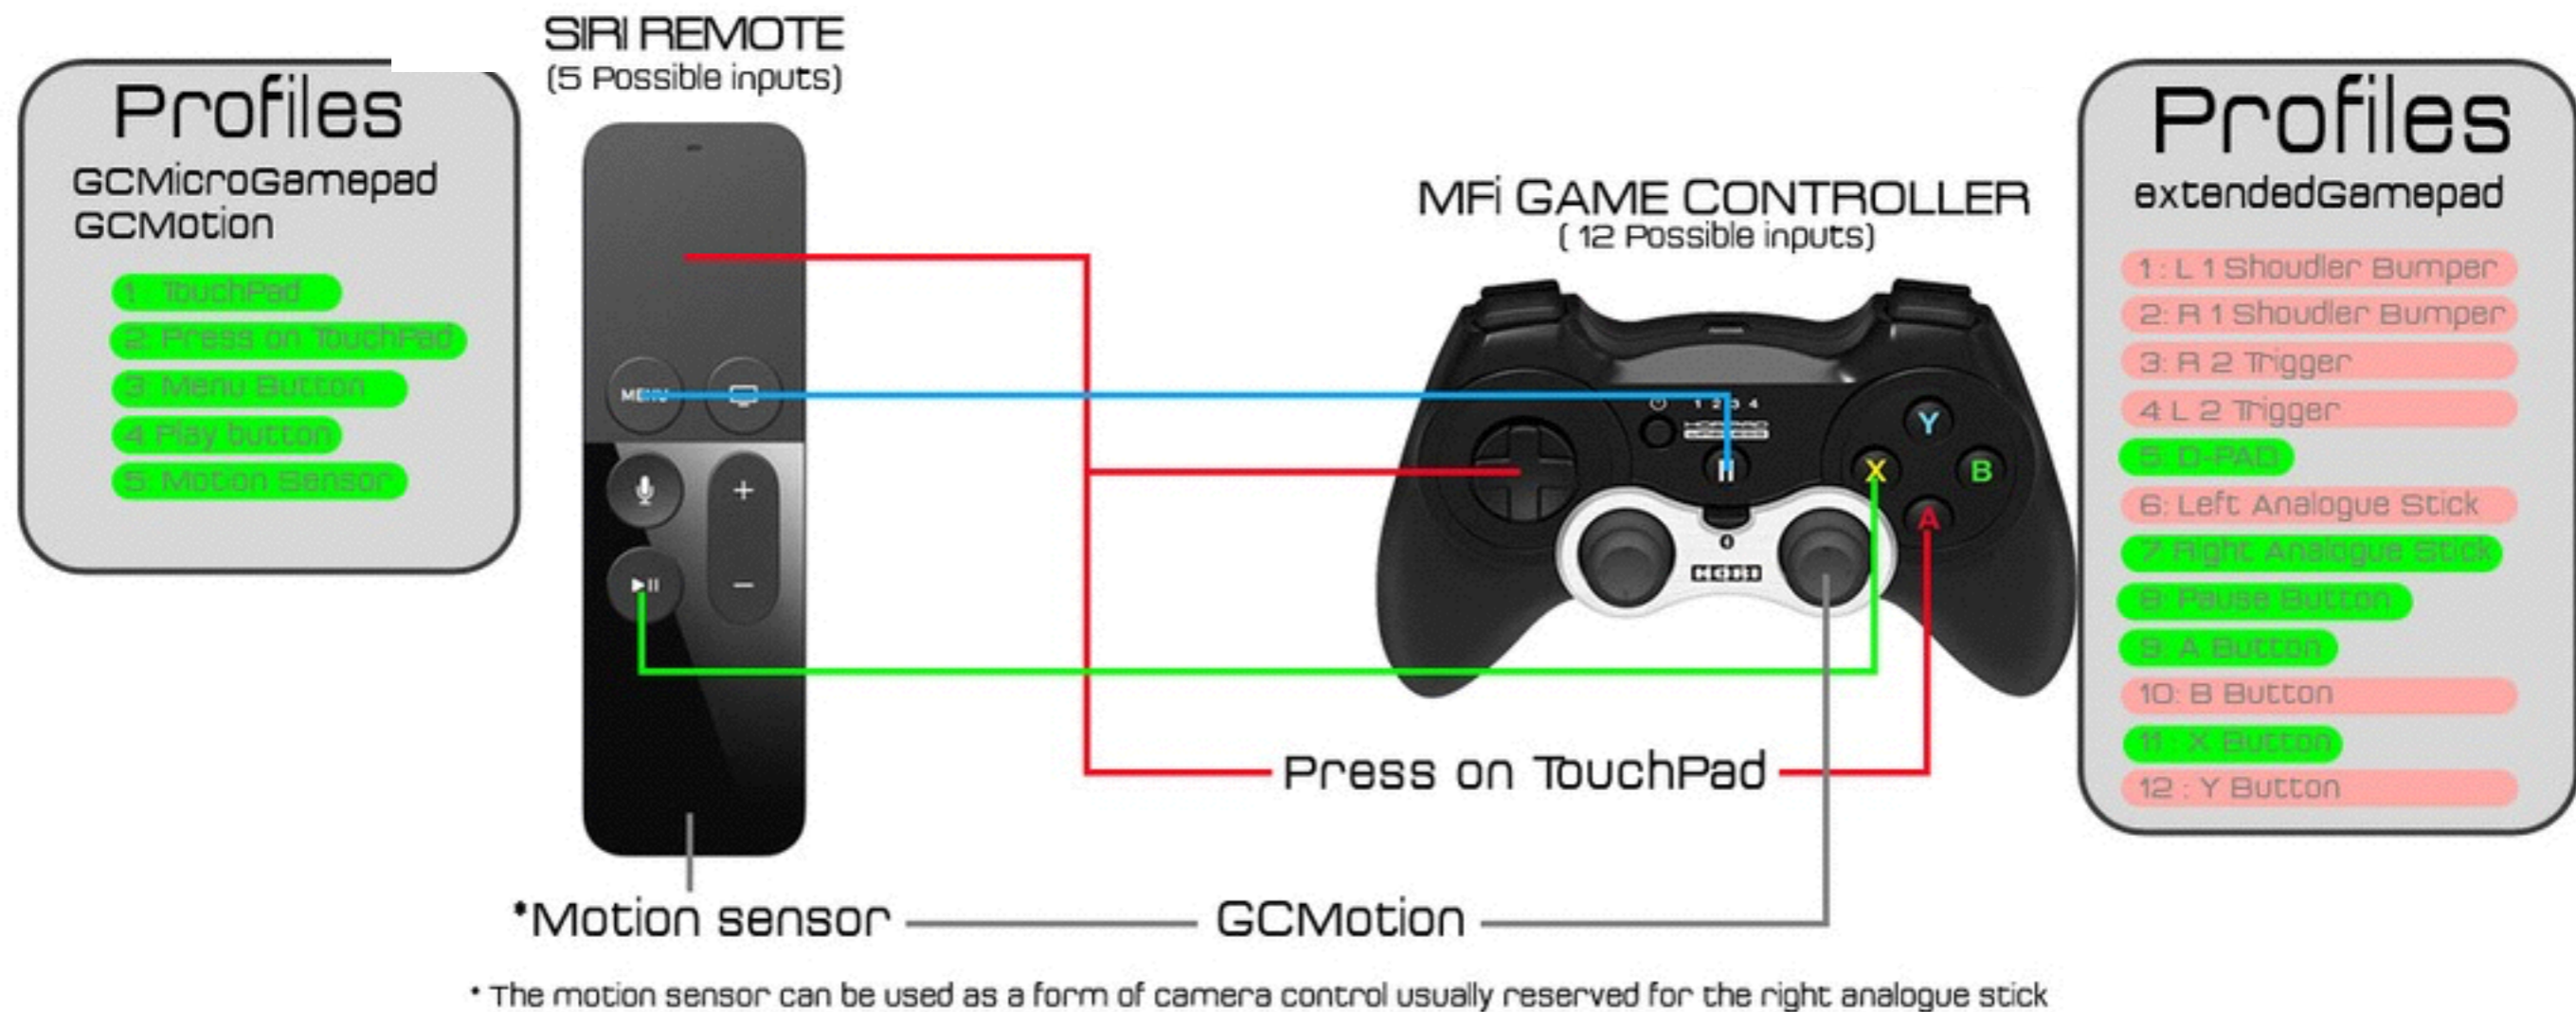 SIRI REMOTE
(5 Possible inputs)
Profiles
GCMicroGamepad
GCMotion
1 : TouchPad
2: Press on TouchPad
3: Menu Button
4 Play button
5: Motion Sensor
MENU
+
−
MFi GAME CONTROLLER
( 12 Possible inputs)
1 2 3 4
Y
X
B
A
HORI
Profiles
extendedGamepad
1 : L 1 Shoudler Bumper
2: R 1 Shoudler Bumper
3: R 2 Trigger
4 L 2 Trigger
5: D-PAD
6: Left Analogue Stick
7 Right Analogue Stick
8: Pause Button
9: A Button
10: B Button
11 : X Button
12 : Y Button
Press on TouchPad
*Motion sensor
GCMotion
* The motion sensor can be used as a form of camera control usually reserved for the right analogue stick